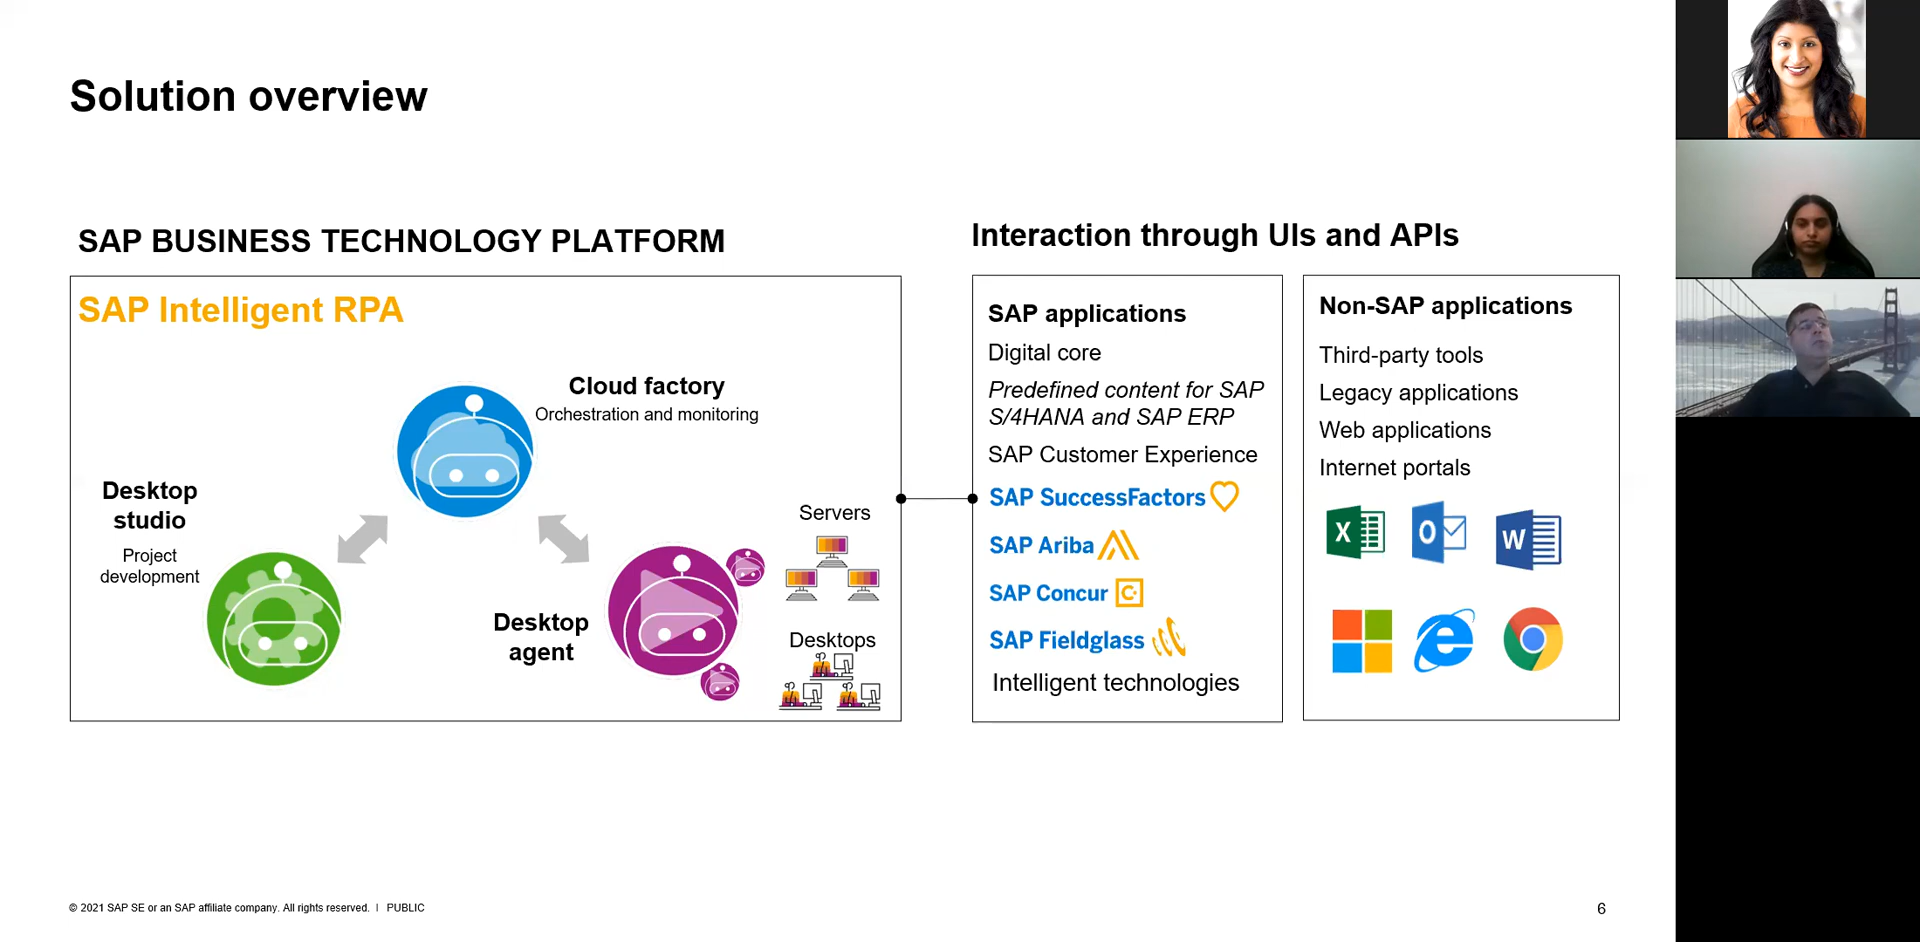 Solution overview
SAP BUSINESS TECHNOLOGY PLATFORM
SAP Intelligent RPA
Cloud factory
Orchestration and monitoring
Desktop
studio
Project
development
Desktop
agent
Servers
Desktops
Interaction through UIs and APIs
SAP applications
Digital core
Predefined content for SAP
S/4HANA and SAP ERP
SAP Customer Experience
SAP SuccessFactors
SAP Ariba
SAP Concur C
SAP Fieldglass
Intelligent technologies
Non-SAP applications
Third-party tools
Legacy applications
Web applications
Internet portals
X O W
© 2021 SAP SE or an SAP affiliate company. All rights reserved. I PUBLIC
6